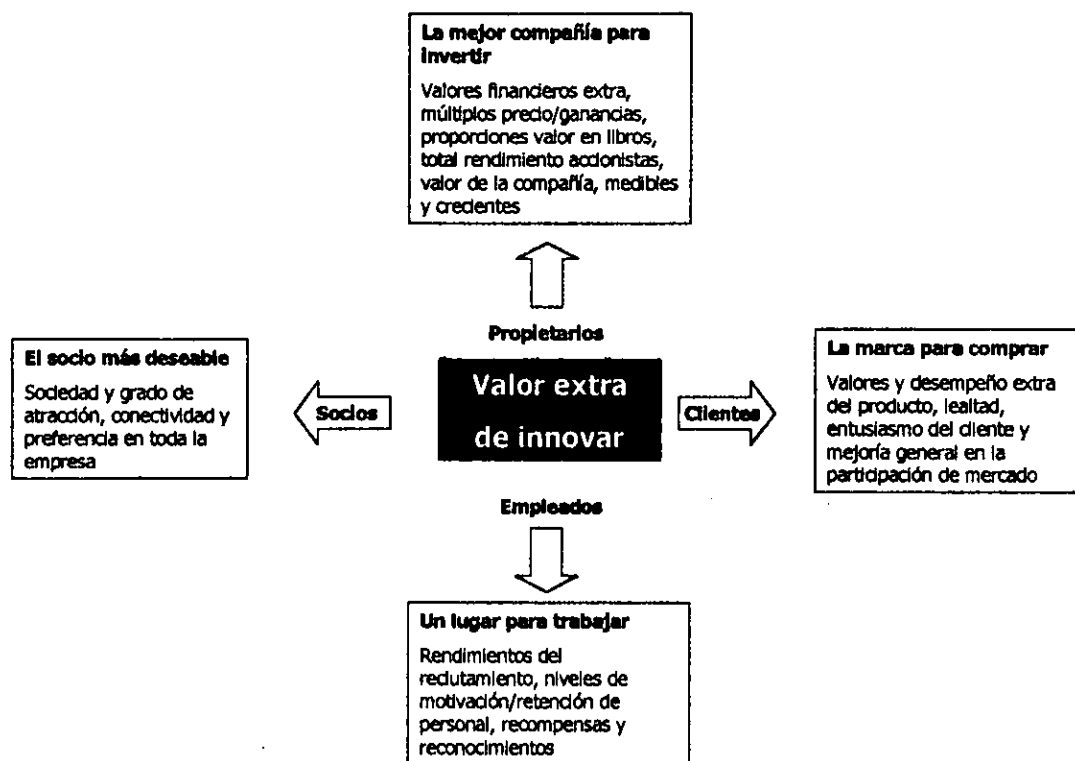 La mejor compañía para
invertir
Valores financieros extra,
múltiplos precio/ganancias,
proporciones valor en libros,
total rendimiento accionistas,
valor de la compañía, medibles
y crecientes
Propietarios
El socio más deseable
Sociedad y grado de
atracción, conectividad y
preferencia en toda la
empresa
Socios
Valor extra
de innovar
Clientes
La marca para comprar
Valores y desempeño extra
del producto, lealtad,
entusiasmo del cliente y
mejoría general en la
participación de mercado
Empleados
Un lugar para trabajar
Rendimientos del
reclutamiento, niveles de
motivación/retención de
personal, recompensas y
reconocimientos